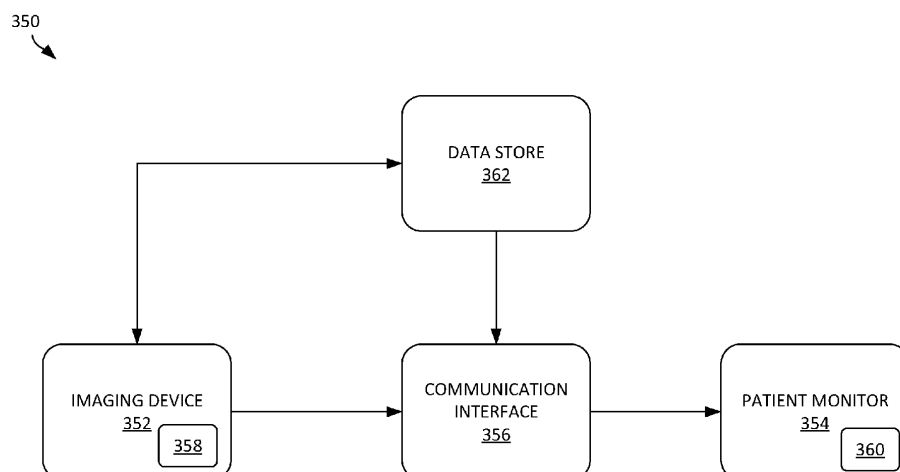 350
DATA STORE
362
IMAGING DEVICE
352
358
COMMUNICATION
INTERFACE
356
PATIENT MONITOR
354
360